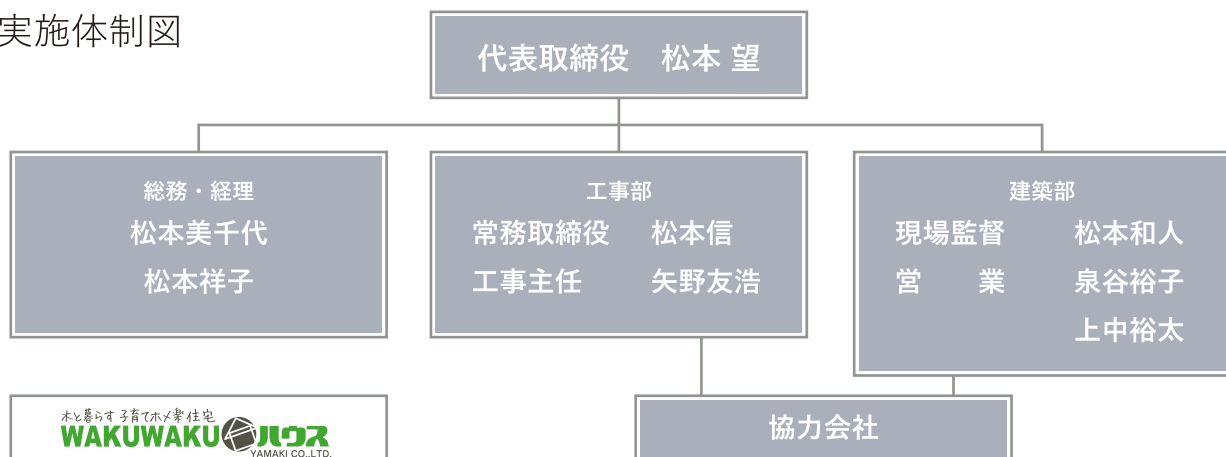 実施体制図
代表取締役 松本 望
総務・経理
松本美千代
松本祥子
工事部
常務取締役 松本信
工事主任 矢野友浩
建築部
現場監督 松本和人
営 業 泉谷裕子
上中裕太
木と暮らす 子育てホメ楽住宅
WAKUWAKUハウス
YAMAKI CO.,LTD.
協力会社